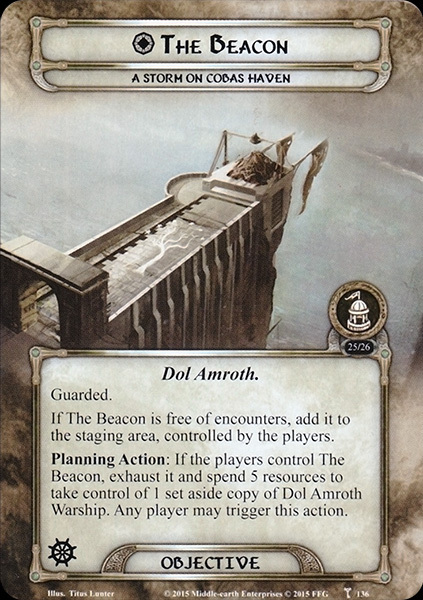 THE BEACON
A STORM ON COBAS HAVEN
25/26
Dol Amroth.
Guarded.
If The Beacon is free of encounters, add it to
the staging area, controlled by the players.
Planning Action: If the players control The
Beacon, exhaust it and spend 5 resources to
take control of 1 set aside copy of Dol Amroth
Warship. Any player may trigger this action.
OBJECTIVE
Illus. Titus Lunter
© 2015 Middle-earth Enterprises © 2015 FFG
136